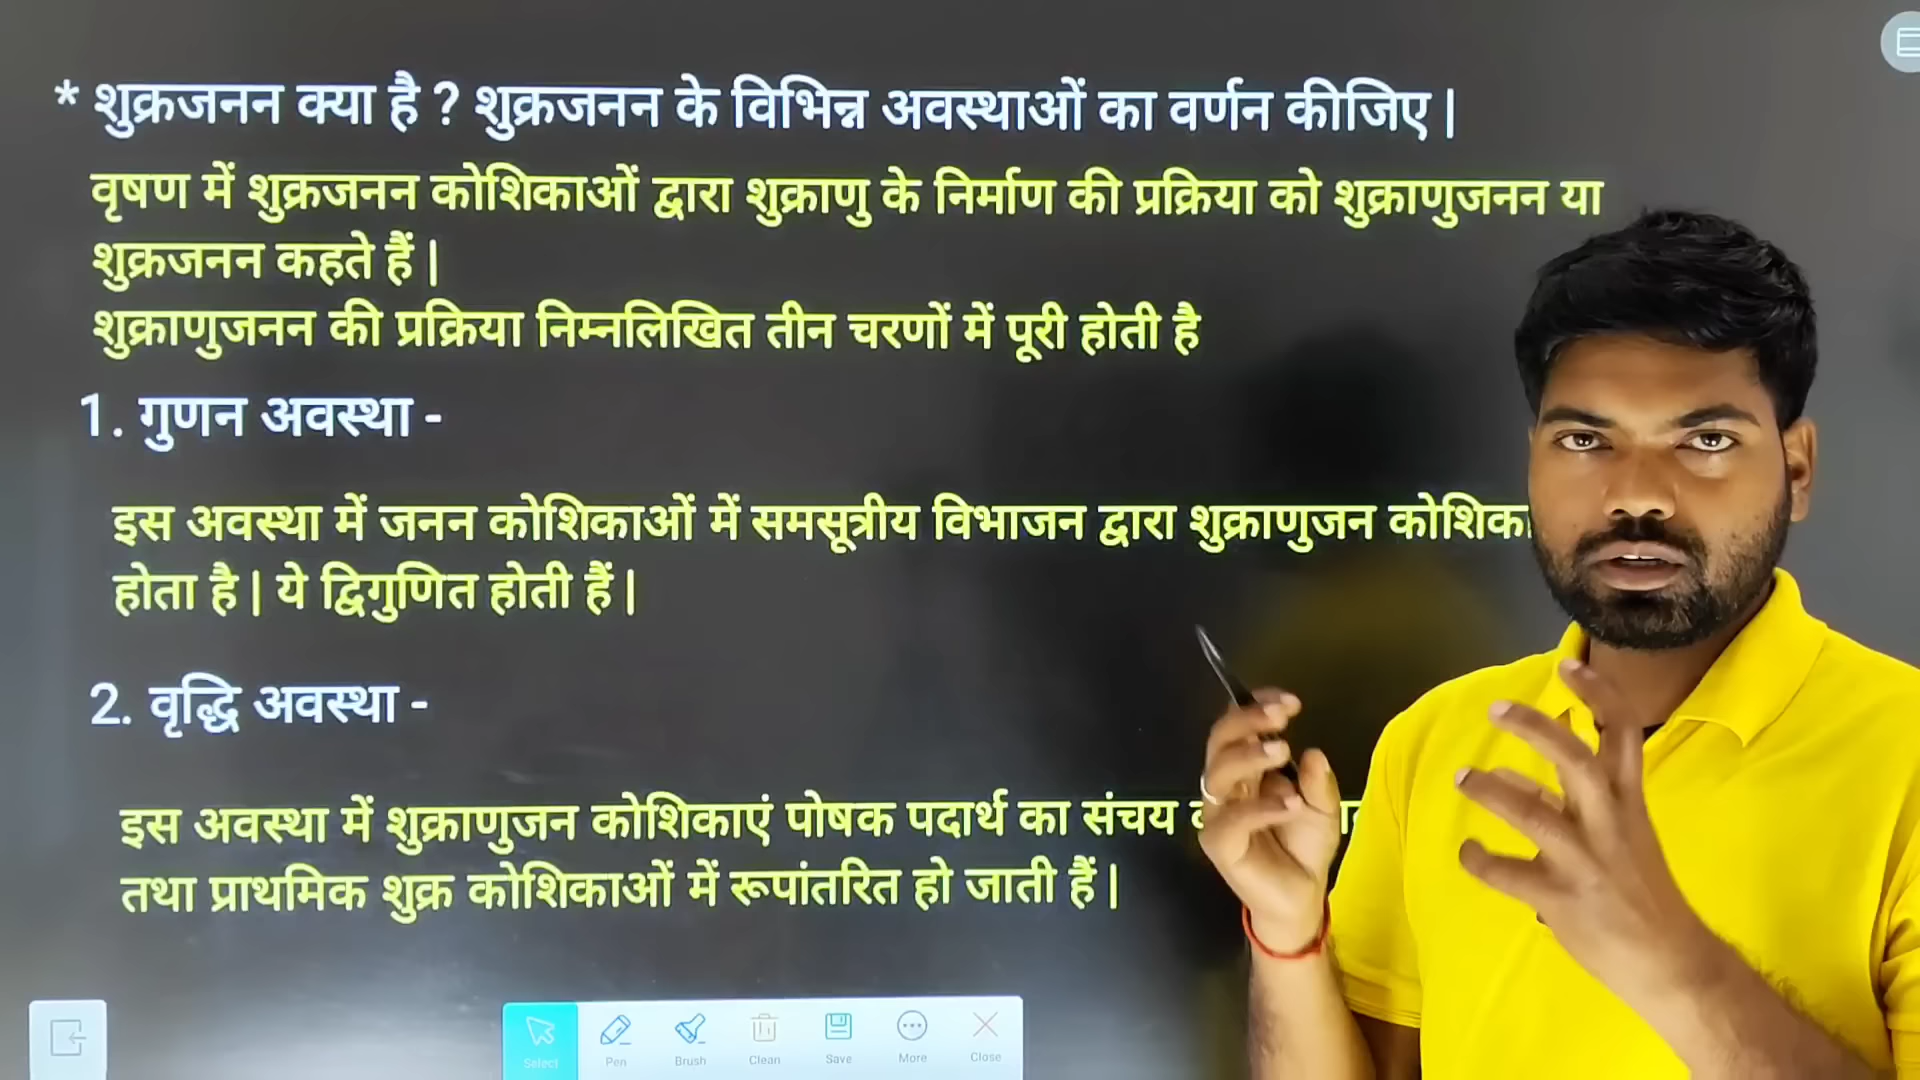 * शुक्रजनन क्या है ? शुक्रजनन के विभिन्न अवस्थाओं का वर्णन कीजिए |
वृषण में शुक्रजनन कोशिकाओं द्वारा शुक्राणु के निर्माण की प्रक्रिया को शुक्राणुजनन या
शुक्रजनन कहते हैं |
शुक्राणुजनन की प्रक्रिया निम्नलिखित तीन चरणों में पूरी होती है
1. गुणन अवस्था -
इस अवस्था में जनन कोशिकाओं में समसूत्रीय विभाजन द्वारा शुक्राणुजन
होता है | ये द्विगुणित होती हैं |
2. वृद्धि अवस्था -
इस अवस्था में शुक्राणुजन कोशिकाएं पोषक पदार्थ का संचय
तथा प्राथमिक शुक्र कोशिकाओं में रूपांतरित हो जाती हैं |
Select Pen Brush Clean Save More Close